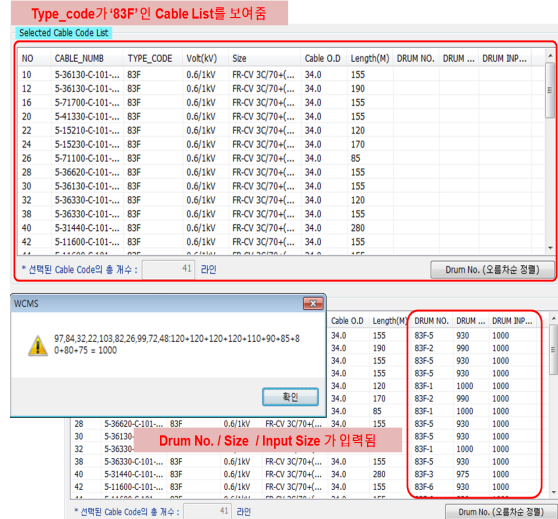 Type_code가 '83F'인 Cable List를 보여줌
Selected Cable Code List
NO CABLE_NUMB TYPE_CODE Volt(kV) Size Cable O.D Length(M) DRUM NO. DRUM ... DRUM INP...
10 5-36130-C-101-... 83F 0.6/1kV FR-CV 3C/70+(... 34.0 155
12 5-36130-C-101-... 83F 0.6/1kV FR-CV 3C/70+(... 34.0 190
16 5-71700-C-101-... 83F 0.6/1kV FR-CV 3C/70+(... 34.0 155
20 5-41330-C-101-... 83F 0.6/1kV FR-CV 3C/70+(... 34.0 155
22 5-15210-C-101-... 83F 0.6/1kV FR-CV 3C/70+(... 34.0 120
24 5-15230-C-101-... 83F 0.6/1kV FR-CV 3C/70+(... 34.0 170
26 5-71100-C-101-... 83F 0.6/1kV FR-CV 3C/70+(... 34.0 85
28 5-36620-C-101-... 83F 0.6/1kV FR-CV 3C/70+(... 34.0 155
30 5-36130-C-101-... 83F 0.6/1kV FR-CV 3C/70+(... 34.0 155
32 5-36330-C-101-... 83F 0.6/1kV FR-CV 3C/70+(... 34.0 120
38 5-36330-C-101-... 83F 0.6/1kV FR-CV 3C/70+(... 34.0 155
40 5-31440-C-101-... 83F 0.6/1kV FR-CV 3C/70+(... 34.0 280
42 5-11600-C-101-... 83F 0.6/1kV FR-CV 3C/70+(... 34.0 155
* 선택된 Cable Code의 총 개수 : 41 라인 Drum No. (오름차순 정렬)
WCMS
97,84,32,22,103,82,26,99,72,48:120+120+120+120+110+90+85+8
0+80+75 = 1000
확인
Cable O.D Length(M) DRUM NO. DRUM ... DRUM INP...
34.0 155 83F-5 930 1000
34.0 190 83F-2 990 1000
34.0 155 83F-5 930 1000
34.0 155 83F-5 930 1000
34.0 120 83F-1 1000 1000
34.0 170 83F-2 990 1000
34.0 85 83F-1 1000 1000
28 5-36620-C-101-... 83F 0.6/1kV FR-CV 3C/70+(... 34.0 155 83F-5 930 1000
30 5-36130- 155 83F-5 930 1000
Drum No. / Size / Input Size 가 입력됨
32 5-36330- 83F-1 1000 1000
38 5-36330-C-101-... 83F 0.6/1kV FR-CV 3C/70+(... 34.0 155 83F-5 930 1000
40 5-31440-C-101-... 83F 0.6/1kV FR-CV 3C/70+(... 34.0 280 83F-3 975 1000
42 5-11600-C-101-... 83F 0.6/1kV FR-CV 3C/70+(... 34.0 155 83F-6 930 1000
* 선택된 Cable Code의 총 개수 : 41 라인 Drum No. (오름차순 정렬)